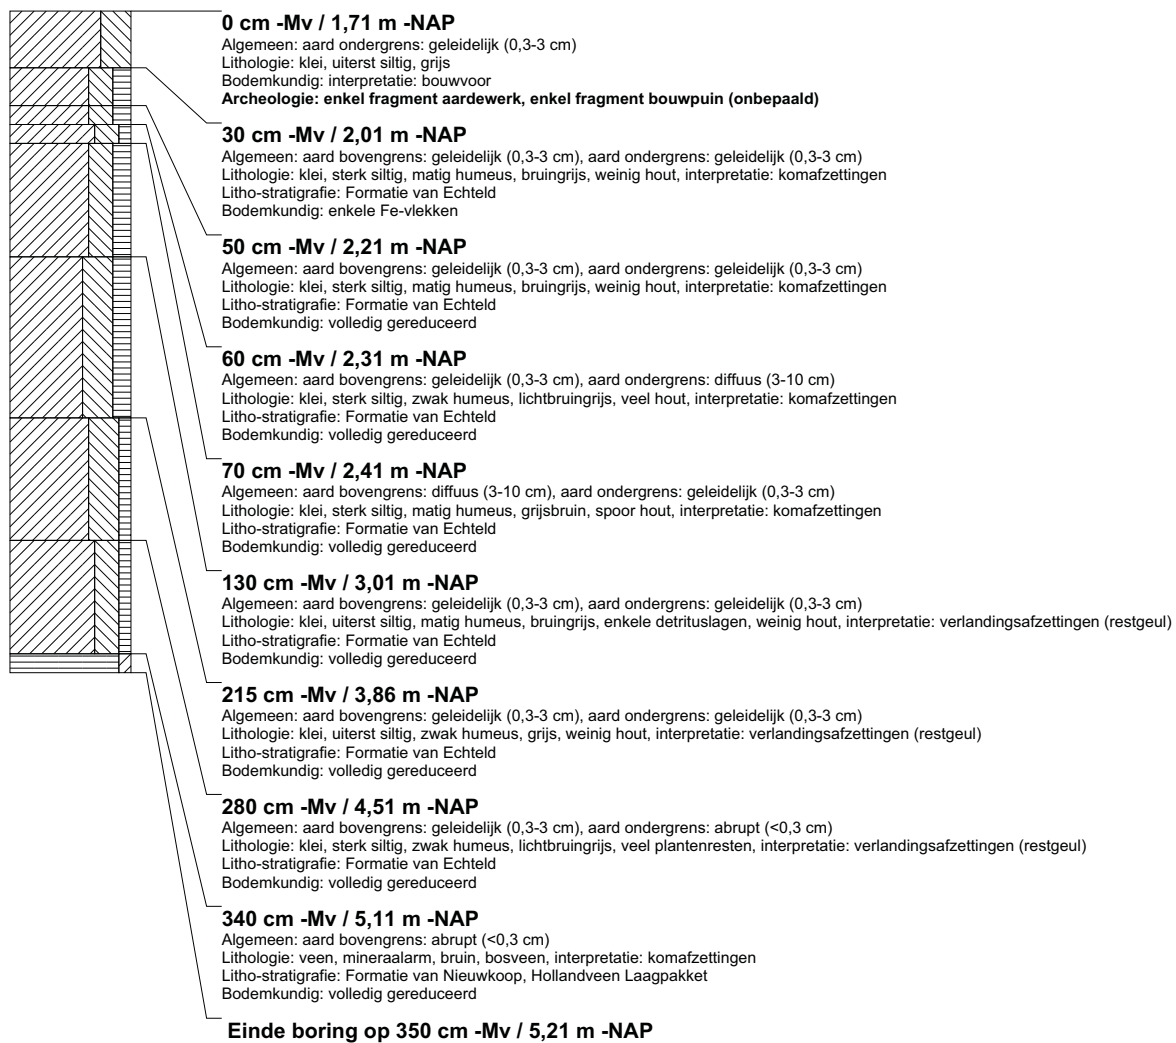 0 cm -Mv / 1,71 m -NAP
Algemeen: aard ondergrens: geleidelijk (0,3-3 cm)
Lithologie: klei, uiterst siltig, grijs
Bodemkundig: interpretatie: bouwvoor
Archeologie: enkel fragment aardewerk, enkel fragment bouwpuin (onbepaald)
30 cm -Mv / 2,01 m -NAP
Algemeen: aard bovengrens: geleidelijk (0,3-3 cm), aard ondergrens: geleidelijk (0,3-3 cm)
Lithologie: klei, sterk siltig, matig humeus, bruingrijs, weinig hout, interpretatie: komafzettingen
Litho-stratigrafie: Formatie van Echteld
Bodemkundig: enkele Fe-vlekken
50 cm -Mv / 2,21 m -NAP
Algemeen: aard bovengrens: geleidelijk (0,3-3 cm), aard ondergrens: geleidelijk (0,3-3 cm)
Lithologie: klei, sterk siltig, matig humeus, bruingrijs, weinig hout, interpretatie: komafzettingen
Litho-stratigrafie: Formatie van Echteld
Bodemkundig: volledig gereduceerd
60 cm -Mv / 2,31 m -NAP
Algemeen: aard bovengrens: geleidelijk (0,3-3 cm), aard ondergrens: diffuus (3-10 cm)
Lithologie: klei, sterk siltig, zwak humeus, lichtbruingrijs, veel hout, interpretatie: komafzettingen
Litho-stratigrafie: Formatie van Echteld
Bodemkundig: volledig gereduceerd
70 cm -Mv / 2,41 m -NAP
Algemeen: aard bovengrens: diffuus (3-10 cm), aard ondergrens: geleidelijk (0,3-3 cm)
Lithologie: klei, sterk siltig, matig humeus, grijsbruin, spoor hout, interpretatie: komafzettingen
Litho-stratigrafie: Formatie van Echteld
Bodemkundig: volledig gereduceerd
130 cm -Mv / 3,01 m -NAP
Algemeen: aard bovengrens: geleidelijk (0,3-3 cm), aard ondergrens: geleidelijk (0,3-3 cm)
Lithologie: klei, uiterst siltig, matig humeus, bruingrijs, enkele detrituslagen, weinig hout, interpretatie: verlandingsafzettingen (restgeul)
Litho-stratigrafie: Formatie van Echteld
Bodemkundig: volledig gereduceerd
215 cm -Mv / 3,86 m -NAP
Algemeen: aard bovengrens: geleidelijk (0,3-3 cm), aard ondergrens: geleidelijk (0,3-3 cm)
Lithologie: klei, uiterst siltig, zwak humeus, grijs, weinig hout, interpretatie: verlandingsafzettingen (restgeul)
Litho-stratigrafie: Formatie van Echteld
Bodemkundig: volledig gereduceerd
280 cm -Mv / 4,51 m -NAP
Algemeen: aard bovengrens: geleidelijk (0,3-3 cm), aard ondergrens: abrupt (<0,3 cm)
Lithologie: klei, sterk siltig, zwak humeus, lichtbruingrijs, veel plantenresten, interpretatie: verlandingsafzettingen (restgeul)
Litho-stratigrafie: Formatie van Echteld
Bodemkundig: volledig gereduceerd
340 cm -Mv / 5,11 m -NAP
Algemeen: aard bovengrens: abrupt (<0,3 cm)
Lithologie: veen, mineraalarm, bruin, bosveen, interpretatie: komafzettingen
Litho-stratigrafie: Formatie van Nieuwkoop, Hollandveen Laagpakket
Bodemkundig: volledig gereduceerd
Einde boring op 350 cm -Mv / 5,21 m -NAP